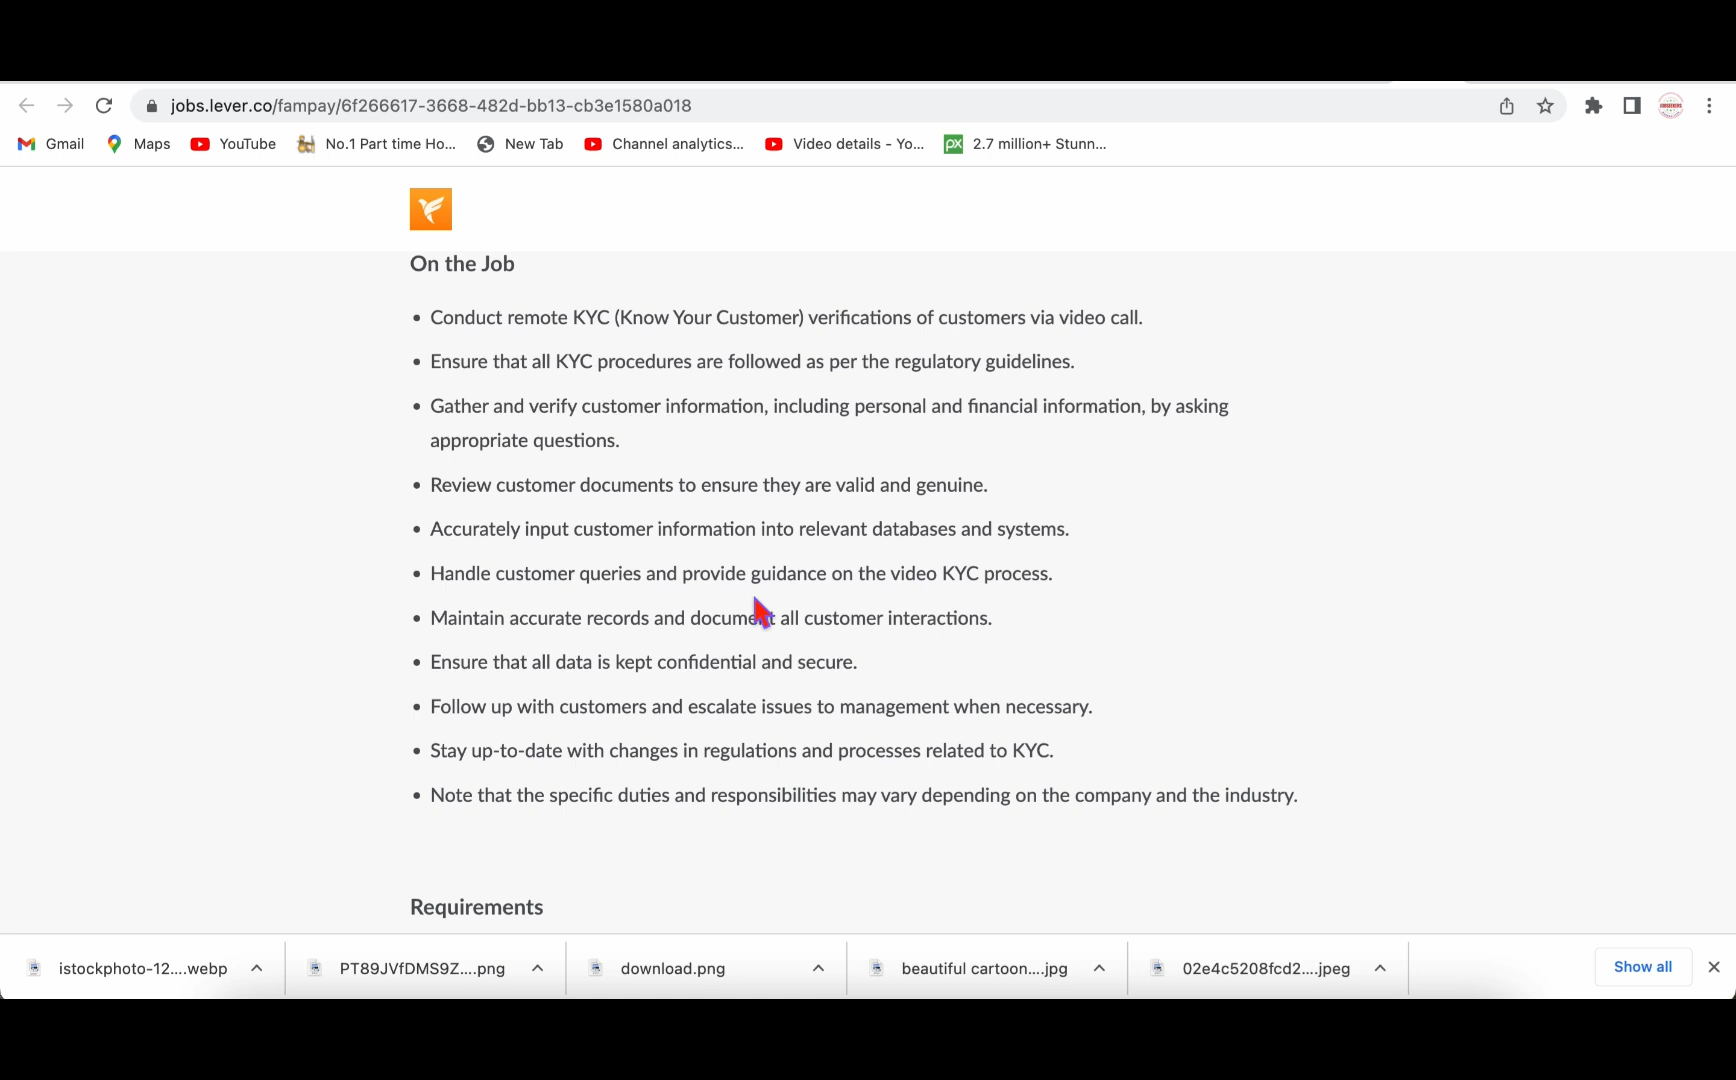 jobs.lever.co/fampay/6f266617-3668-482d-bb13-cb3e1580a018
Gmail Maps YouTube No.1 Part time Ho... New Tab Channel analytics... Video details - Yo... px 2.7 million+ Stunn...
On the Job
• Conduct remote KYC (Know Your Customer) verifications of customers via video call.
• Ensure that all KYC procedures are followed as per the regulatory guidelines.
• Gather and verify customer information, including personal and financial information, by asking
appropriate questions.
• Review customer documents to ensure they are valid and genuine.
• Accurately input customer information into relevant databases and systems.
• Handle customer queries and provide guidance on the video KYC process.
• Maintain accurate records and document all customer interactions.
• Ensure that all data is kept confidential and secure.
• Follow up with customers and escalate issues to management when necessary.
• Stay up-to-date with changes in regulations and processes related to KYC.
• Note that the specific duties and responsibilities may vary depending on the company and the industry.
Requirements
istockphoto-12....webp PT89JVfDMS9Z....png download.png beautiful cartoon....jpg 02e4c5208fcd2....jpeg Show all